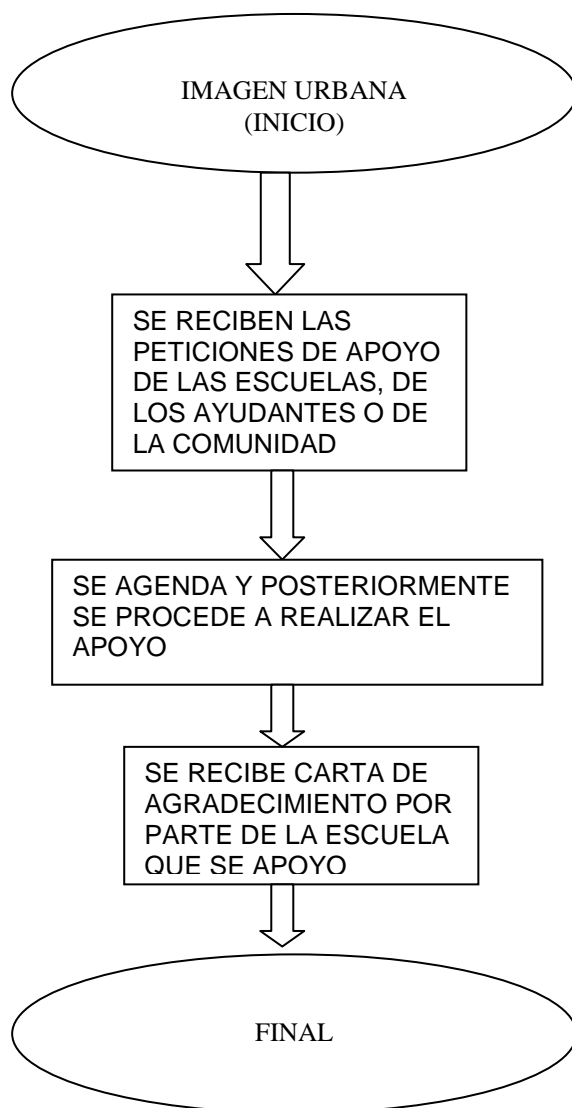 IMAGEN URBANA
(INICIO)
SE RECIBEN LAS
PETICIONES DE APOYO
DE LAS ESCUELAS, DE
LOS AYUDANTES O DE
LA COMUNIDAD
SE AGENDA Y POSTERIORMENTE
SE PROCEDE A REALIZAR EL
APOYO
SE RECIBE CARTA DE
AGRADECIMIENTO POR
PARTE DE LA ESCUELA
QUE SE APOYO
FINAL